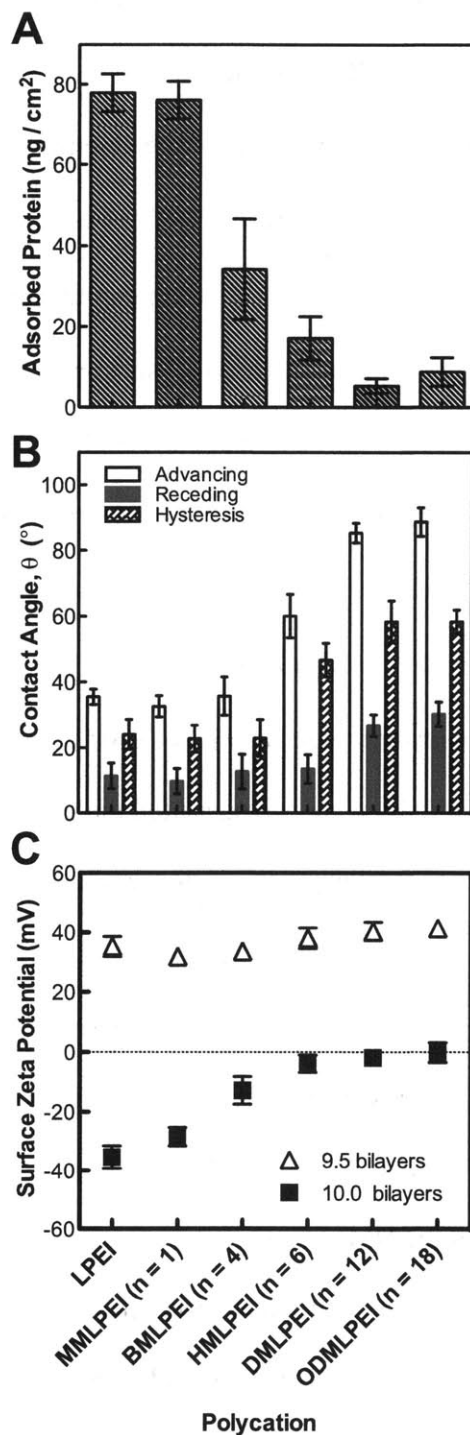 A
Adsorbed Protein (ng / cm²)
80
60
40
20
0
B
Contact Angle, θ (°)
Advancing
Receding
Hysteresis
100
80
60
40
20
0
C
Surface Zeta Potential (mV)
60
40
20
0
-20
-40
-60
9.5 bilayers
10.0 bilayers
LPEI
MMLPEI (n = 1)
BMLPEI (n = 4)
HMLPEI (n = 6)
DMLPEI (n = 12)
ODMLPEI (n = 18)
Polycation